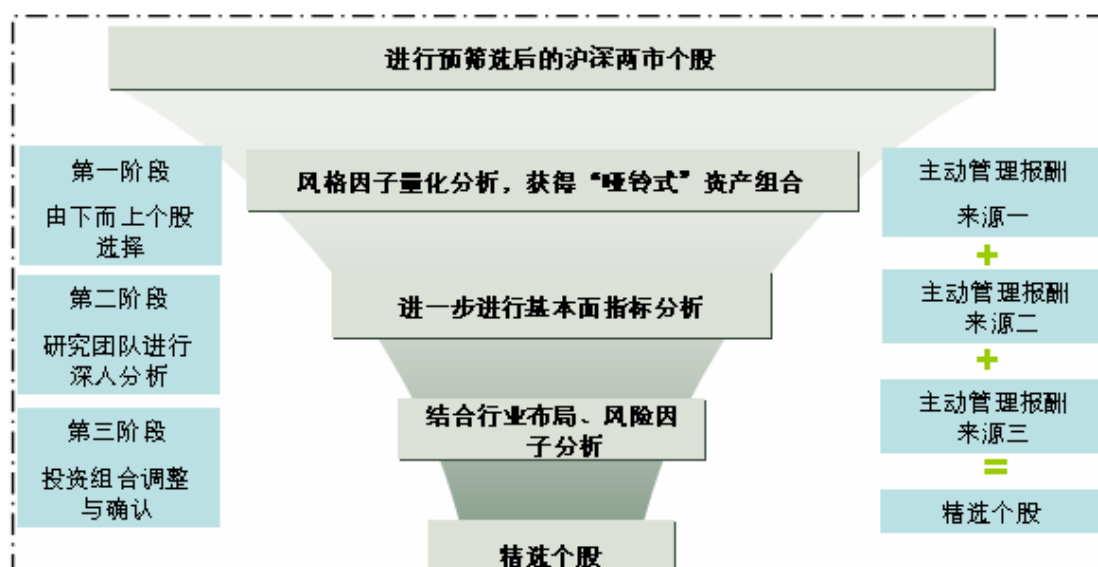 进行预筛选后的沪深两市个股
第一阶段
由下而上个股
选择
风格因子量化分析，获得“哑铃式”资产组合
主动管理报酬
来源一
+
第二阶段
研究团队进行
深入分析
进一步进行基本面指标分析
主动管理报酬
来源二
+
第三阶段
投资组合调整
与确认
结合行业布局、风险因
子分析
主动管理报酬
来源三
=
精选个股
精选个股